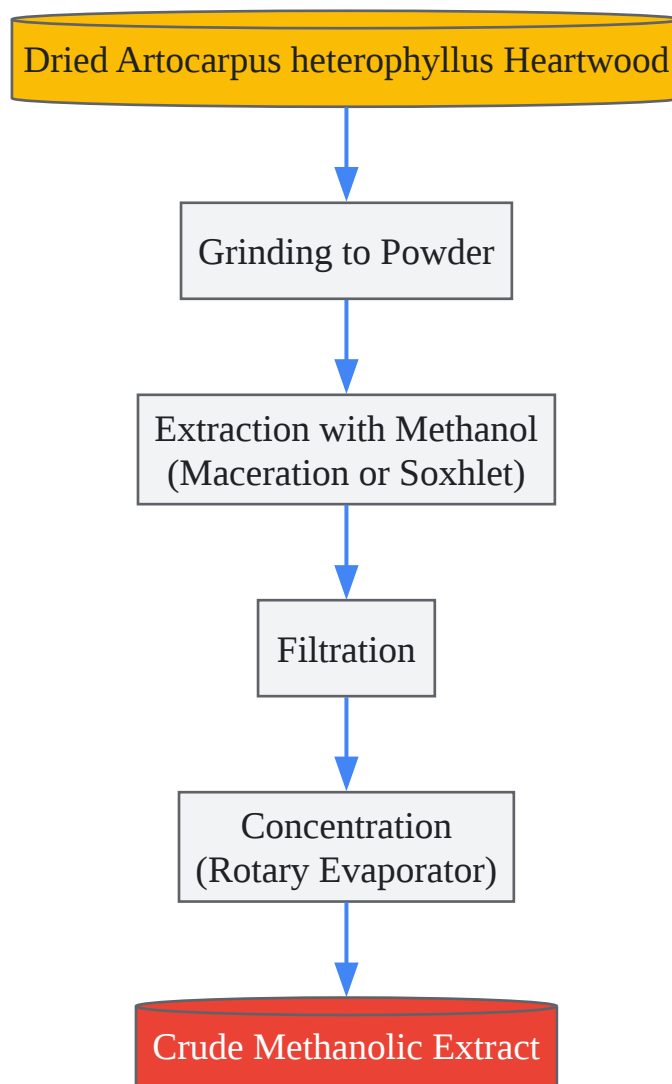 Dried Artocarpus heterophyllus Heartwood
Grinding to Powder
Extraction with Methanol
(Maceration or Soxhlet)
Filtration
Concentration
(Rotary Evaporator)
Crude Methanolic Extract